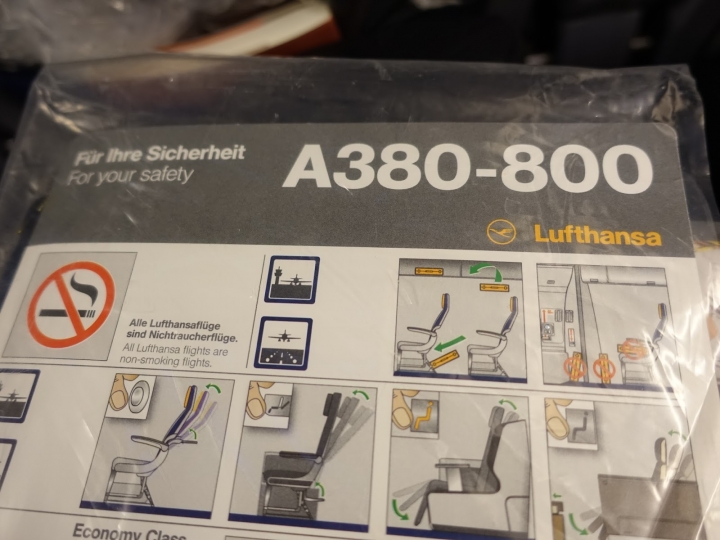 Für Ihre Sicherheit
For your safety
A380-800
Lufthansa
Alle Lufthansaflüge
sind Nichtraucherflüge.
All Lufthansa flights are
non-smoking flights.
Economy Class